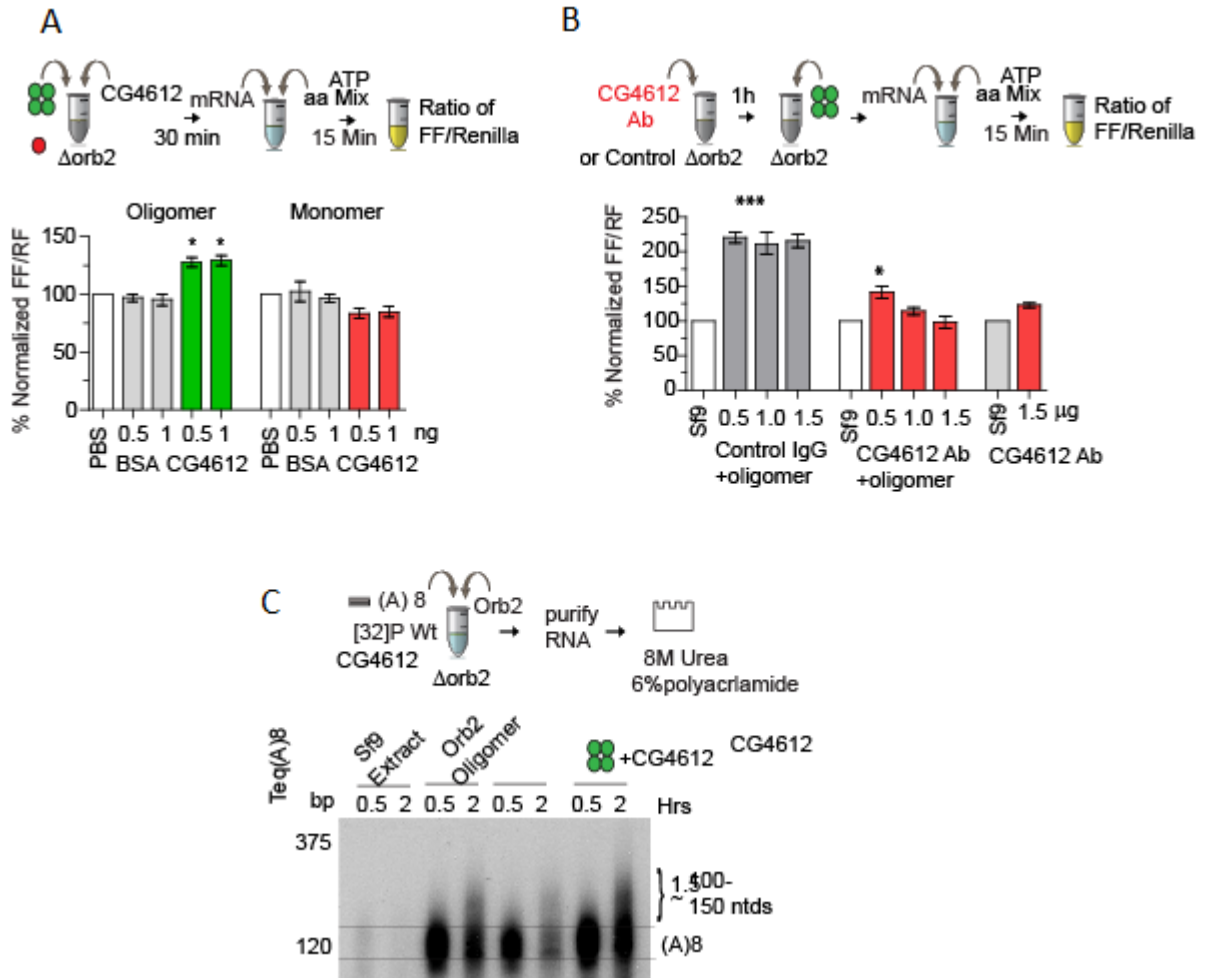 A
CG4612
Δorb2
mRNA
30 min
ATP
aa Mix
15 Min
Ratio of
FF/Renilla
% Normalized FF/RF
Oligomer
Monomer
150
100
50
0
* *
PBS 0.5 1 0.5 1 PBS 0.5 1 0.5 1 ng
BSA CG4612 BSA CG4612
B
CG4612
Ab
or Control Δorb2
1h
Δorb2
mRNA
ATP
aa Mix
15 Min
Ratio of
FF/Renilla
% Normalized FF/RF
250
200
150
100
50
0
***
*
Sf9 0.5 1.0 1.5 Sf9 0.5 1.0 1.5 Sf9 1.5 µg
Control IgG
+oligomer
CG4612 Ab
+oligomer
CG4612 Ab
C
(A) 8
[32]P Wt
CG4612
Orb2
Δorb2
purify
RNA
8M Urea
6%polyacrlamide
Teq(A)8
Sf9
Extract
Orb2
Oligomer
+CG4612
CG4612
bp 0.5 2 0.5 2 0.5 2 0.5 2 Hrs
375
120
~
150 ntds
(A)8